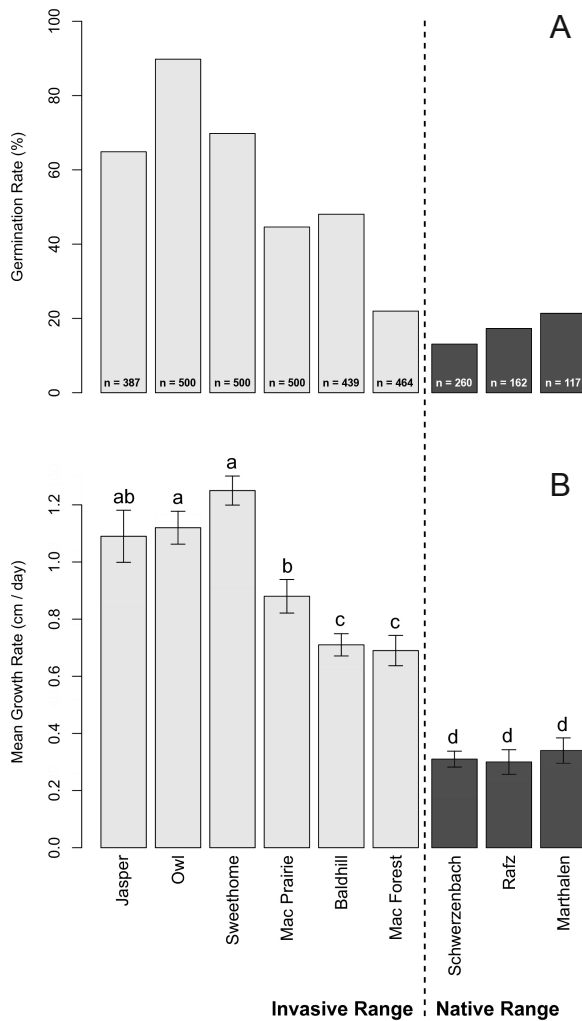 A
Germination Rate (%)
100
80
60
40
20
0
n = 387
n = 500
n = 500
n = 500
n = 439
n = 464
n = 260
n = 162
n = 117
B
Mean Growth Rate (cm / day)
1.2
1.0
0.8
0.6
0.4
0.2
0.0
ab
a
a
b
c
c
d
d
d
Jasper
Owl
Sweethome
Mac Prairie
Baldhill
Mac Forest
Schwerzenbach
Rafz
Marthalen
Invasive Range
Native Range